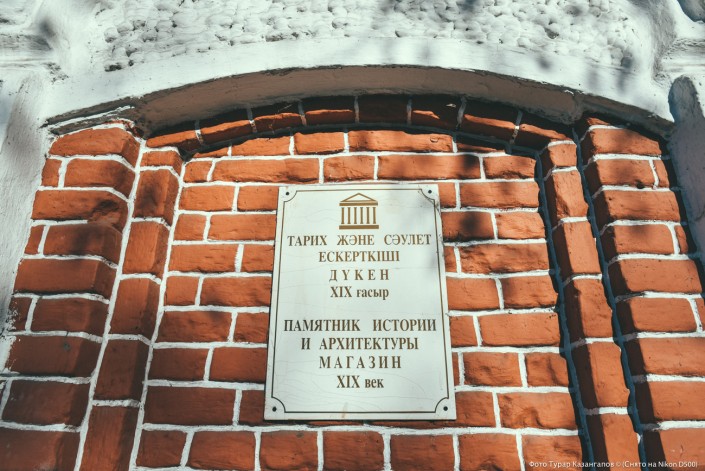 ТАРИХ ЖӘНЕ СӘУЛЕТ
ЕСКЕРТКІШІ
ДҮКЕН
XIX ғасыр
ПАМЯТНИК ИСТОРИИ
И АРХИТЕКТУРЫ
МАГАЗИН
XIX век
Фото Турар Казангапов © (Снято на Nikon D500)